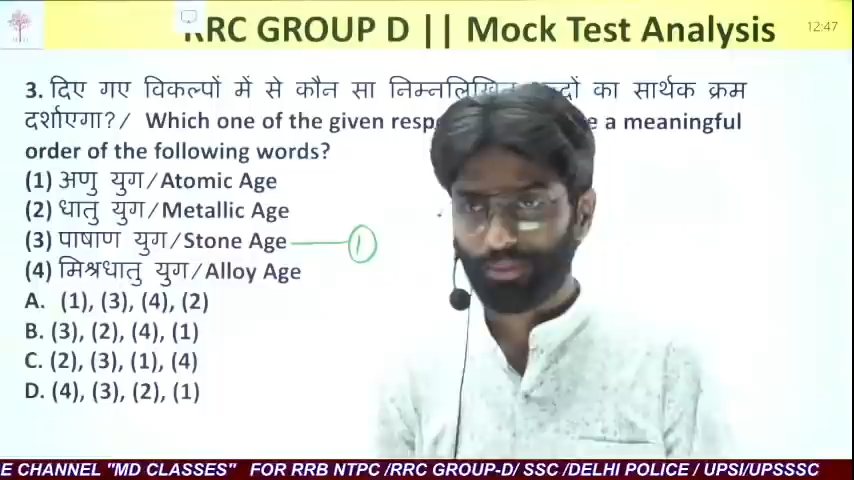 RRC GROUP D || Mock Test Analysis
12:47
3. दिए गए विकल्पों में से कौन सा निम्नलिखित का सार्थक क्रम
दर्शाएगा?/ Which one of the given a meaningful
order of the following words?
(1) अणु युग/Atomic Age
(2) धातु युग/Metallic Age
(3) पाषाण युग/Stone Age 1
(4) मिश्रधातु युग/Alloy Age
A. (1), (3), (4), (2)
B. (3), (2), (4), (1)
C. (2), (3), (1), (4)
D. (4), (3), (2), (1)
E CHANNEL "MD CLASSES" FOR RRB NTPC /RRC GROUP-D/ SSC /DELHI POLICE / UPSI/UPSSSC